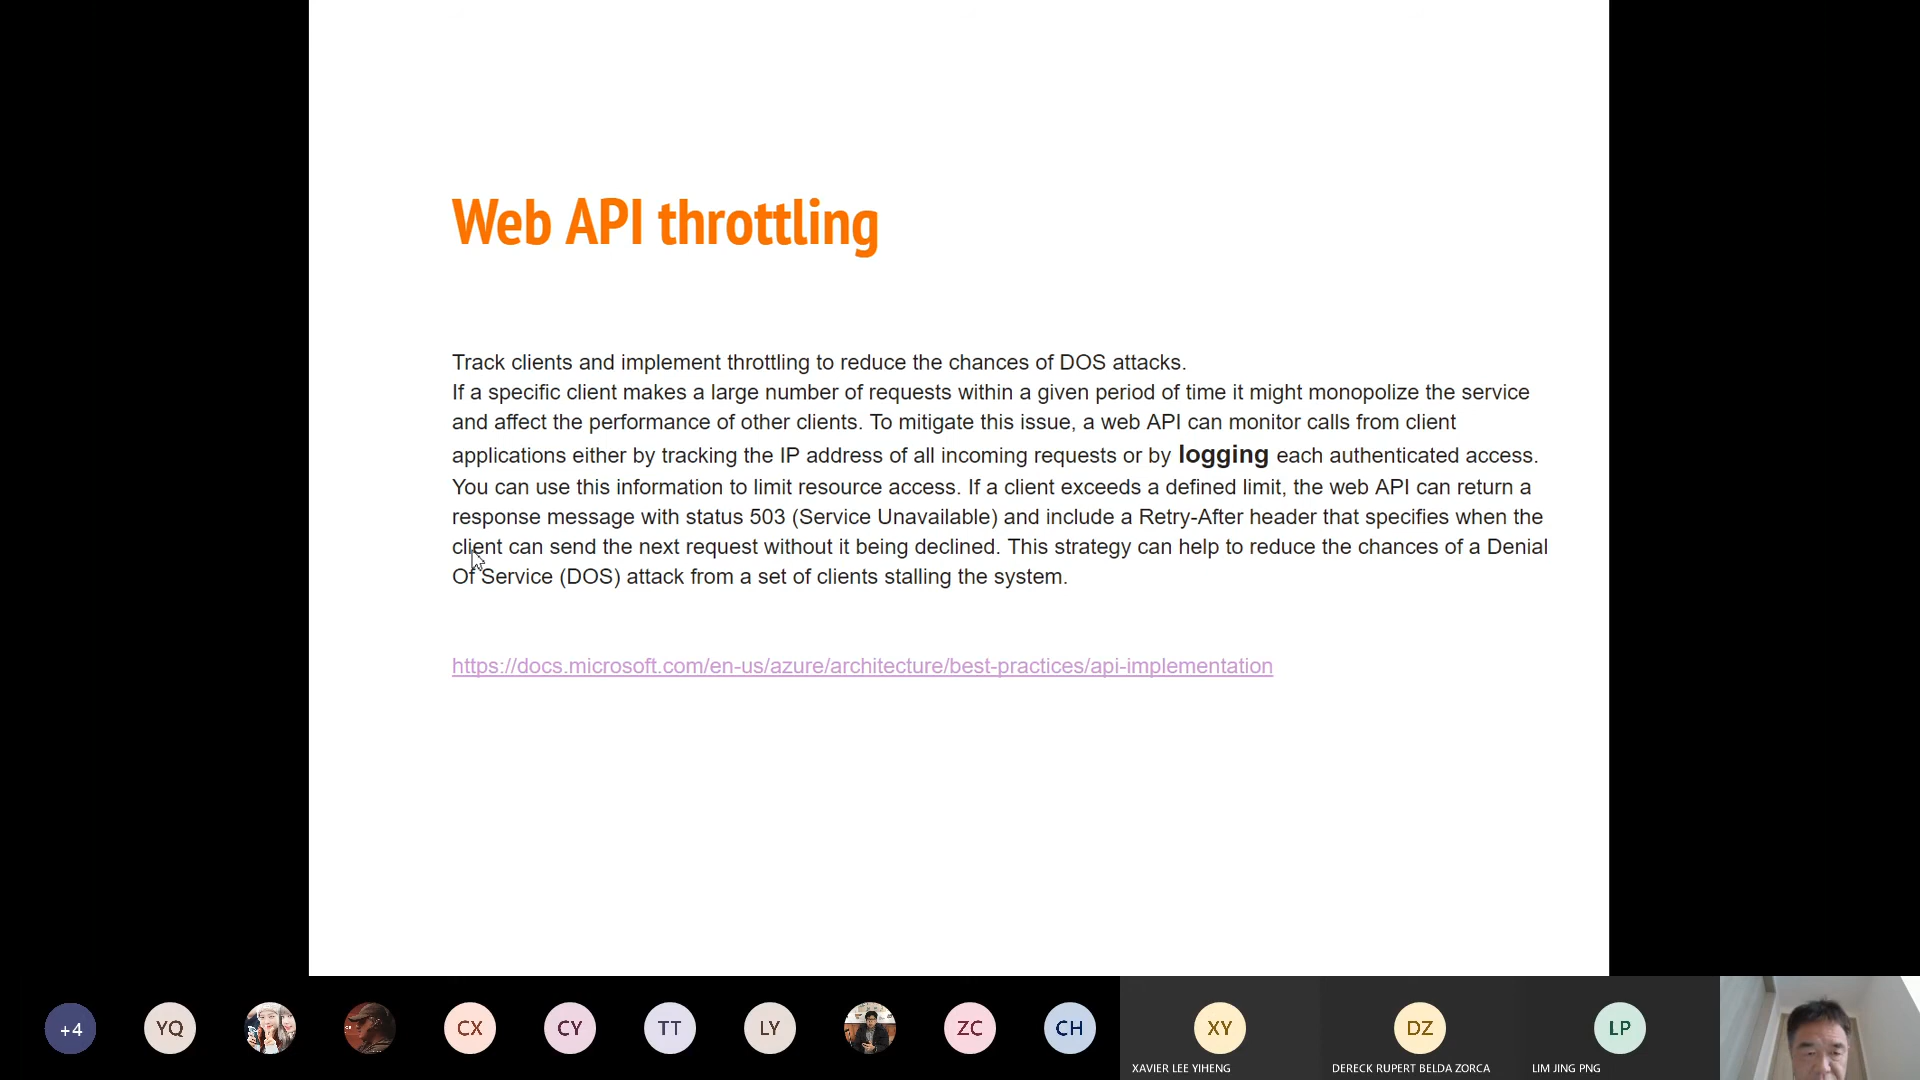 Web API throttling
Track clients and implement throttling to reduce the chances of DOS attacks.
If a specific client makes a large number of requests within a given period of time it might monopolize the service
and affect the performance of other clients. To mitigate this issue, a web API can monitor calls from client
applications either by tracking the IP address of all incoming requests or by logging each authenticated access.
You can use this information to limit resource access. If a client exceeds a defined limit, the web API can return a
response message with status 503 (Service Unavailable) and include a Retry-After header that specifies when the
client can send the next request without it being declined. This strategy can help to reduce the chances of a Denial
Of Service (DOS) attack from a set of clients stalling the system.
https://docs.microsoft.com/en-us/azure/architecture/best-practices/api-implementation
+4
YQ
CX
CY
TT
LY
ZC
CH
XY
DZ
LP
XAVIER LEE YIHENG
DERECK RUPERT BELDA ZORCA
LIM JING PNG